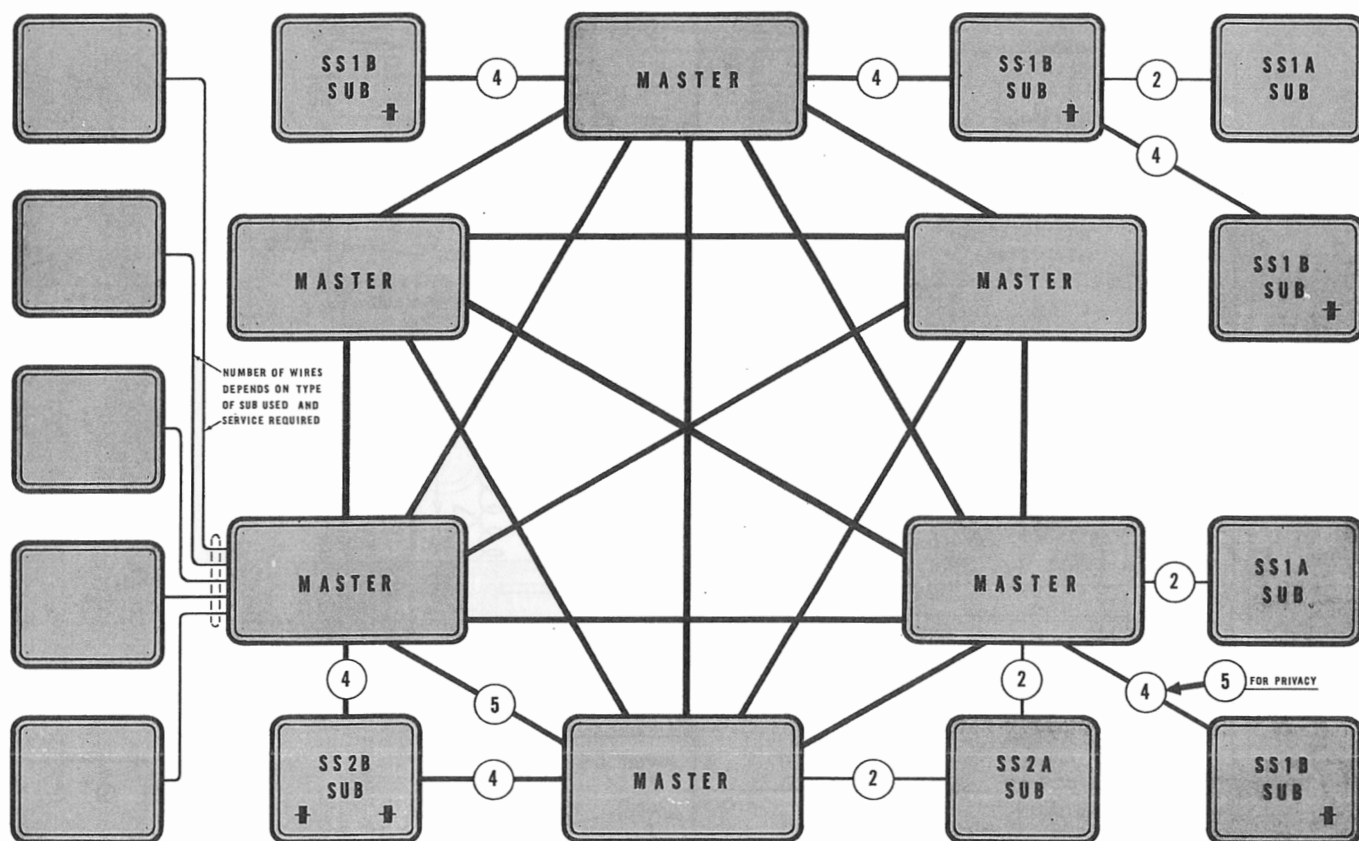 SS1B
SUB
4
MASTER
4
SS1B
SUB
2
SS1A
SUB
4
MASTER
MASTER
SS1B
SUB
NUMBER OF WIRES
DEPENDS ON TYPE
OF SUB USED AND
SERVICE REQUIRED
MASTER
MASTER
2
SS1A
SUB
4
5
2
4
5
FOR PRIVACY
SS2B
SUB
4
MASTER
2
SS2A
SUB
SS1B
SUB